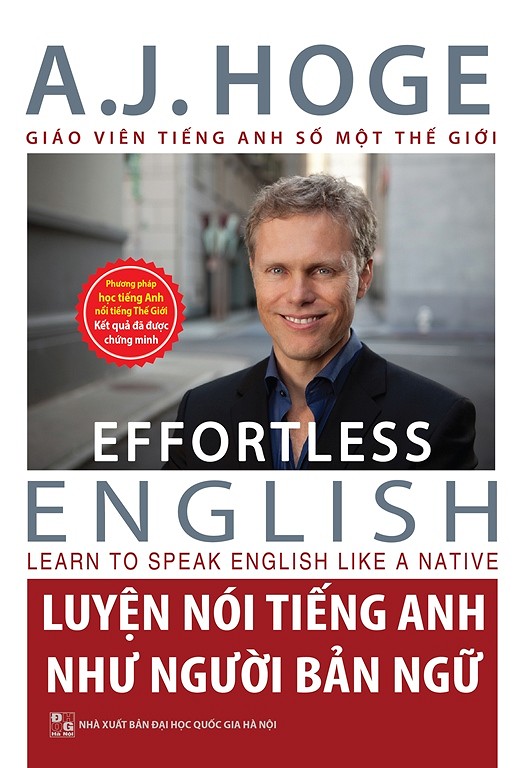 A.J. HOGE
GIÁO VIÊN TIẾNG ANH SỐ MỘT THẾ GIỚI
Phương pháp
học tiếng Anh
nổi tiếng Thế Giới
Kết quả đã được
chứng minh
EFFORTLESS
ENGLISH
LEARN TO SPEAK ENGLISH LIKE A NATIVE
LUYỆN NÓI TIẾNG ANH
NHƯ NGƯỜI BẢN NGỮ
NHÀ XUẤT BẢN ĐẠI HỌC QUỐC GIA HÀ NỘI
Hà Nội